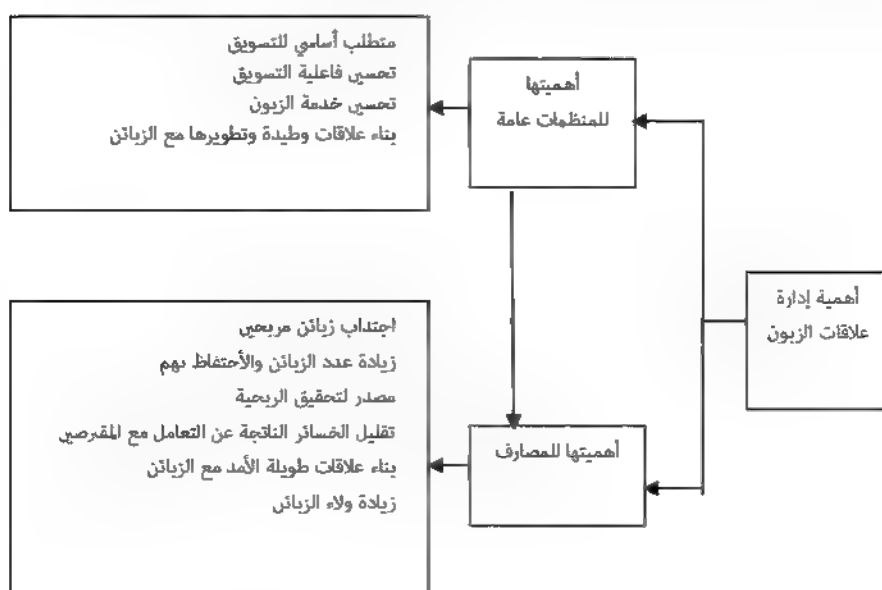 أهمية إدارة
علاقات الزبون
أهميتها
للمنظمات عامة
متطلب أساسي للتسويق
تحسين فاعلية التسويق
تحسين خدمة الزبون
بناء علاقات وطيدة وتطويرها مع الزبائن
أهميتها للمصارف
اجتذاب زبائن مربحين
زيادة عدد الزبائن والأحتفاظ بهم
مصدر لتحقيق الربحية
تقليل الخسائر الناتجة عن التعامل مع المقترضين
بناء علاقات طويلة الأمد مع الزبائن
زيادة ولاء الزبائن